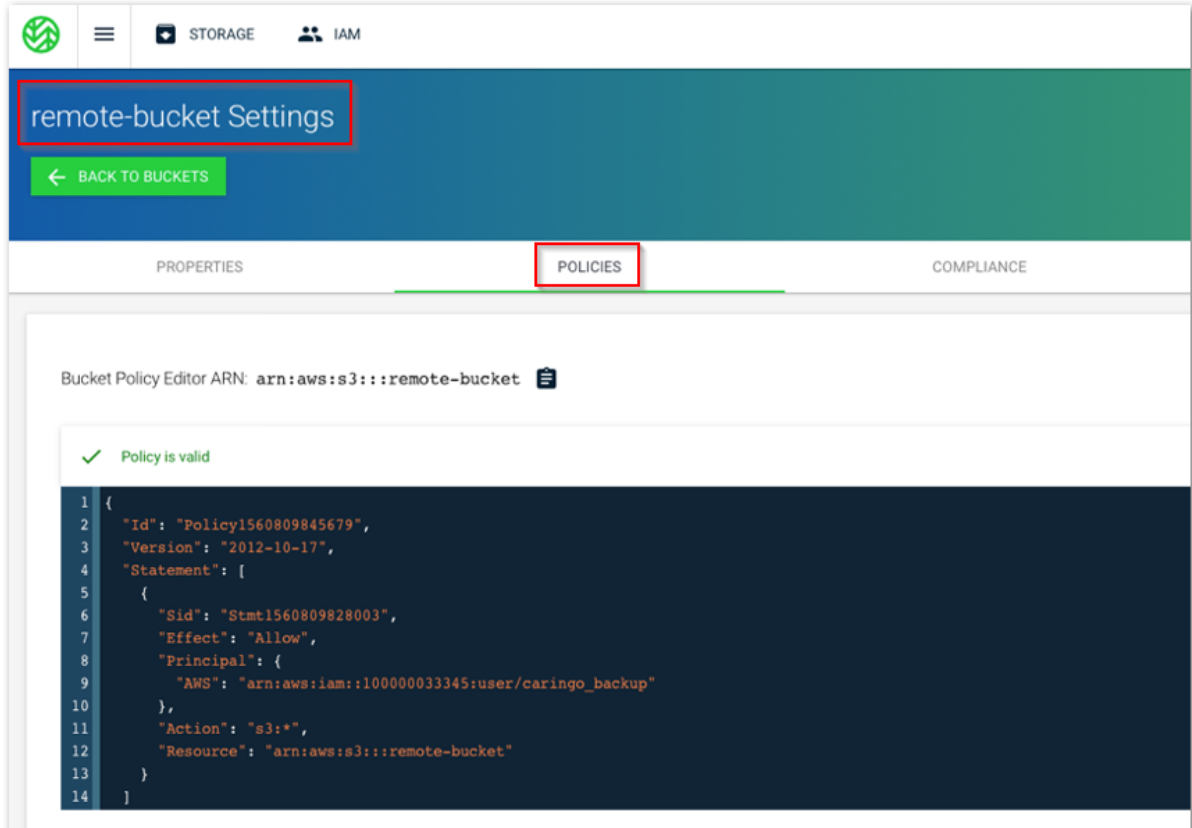 STORAGE IAM
remote-bucket Settings
BACK TO BUCKETS
PROPERTIES POLICIES COMPLIANCE
Bucket Policy Editor ARN: arn:aws:s3:::remote-bucket
Policy is valid
1 {
2 "Id": "Policy1560809845679",
3 "Version": "2012-10-17",
4 "Statement": [
5 {
6 "Sid": "Stmt1560809828003",
7 "Effect": "Allow",
8 "Principal": {
9 "AWS": "arn:aws:iam::100000033345:user/caringo_backup"
10 },
11 "Action": "s3:*",
12 "Resource": "arn:aws:s3:::remote-bucket"
13 }
14 ]